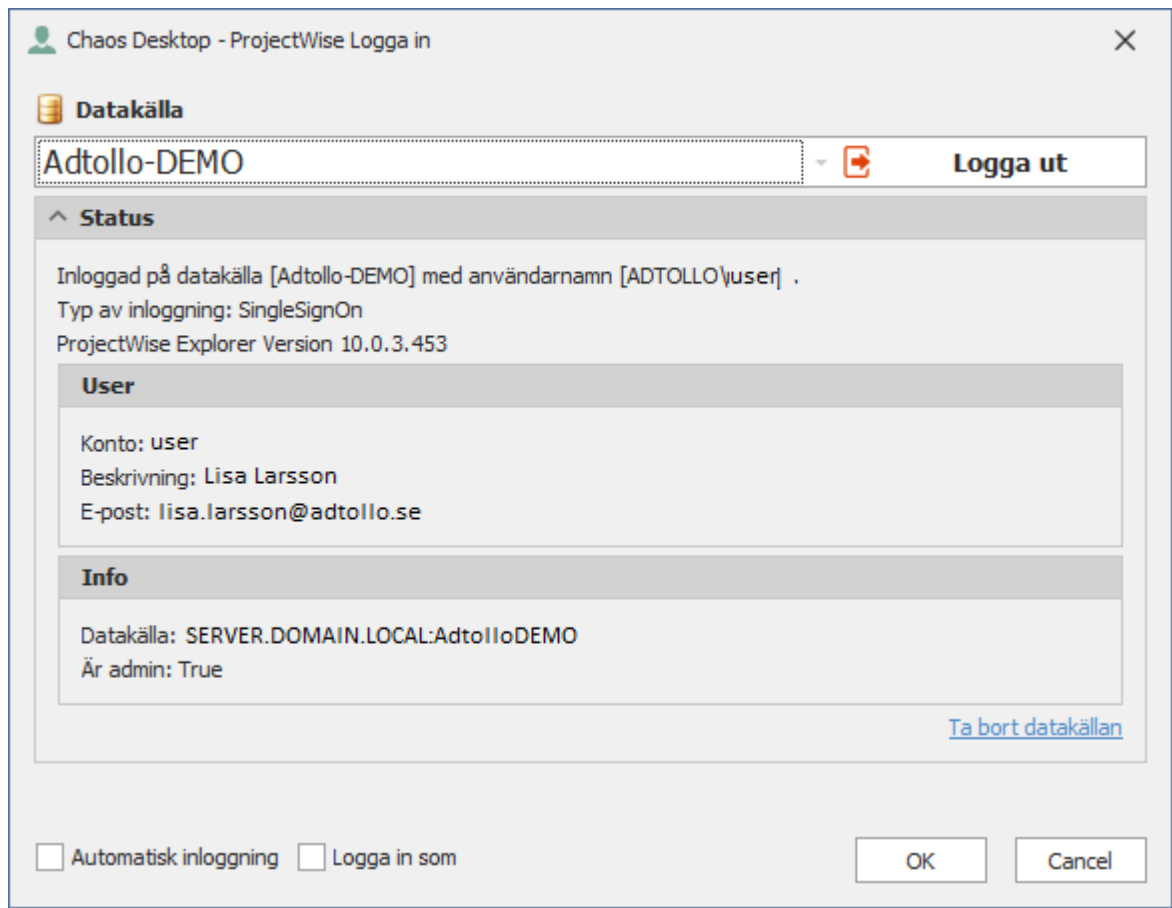 Chaos Desktop - ProjectWise Logga in
Datakälla
Adtollo-DEMO Logga ut
Status
Inloggad på datakälla [Adtollo-DEMO] med användarnamn [ADTOLLO\user| .
Typ av inloggning: SingleSignOn
ProjectWise Explorer Version 10.0.3.453
User
Konto: user
Beskrivning: Lisa Larsson
E-post: lisa.larsson@adtollo.se
Info
Datakälla: SERVER.DOMAIN.LOCAL:AdtolloDEMO
Är admin: True
Ta bort datakällan
Automatisk inloggning Logga in som OK Cancel